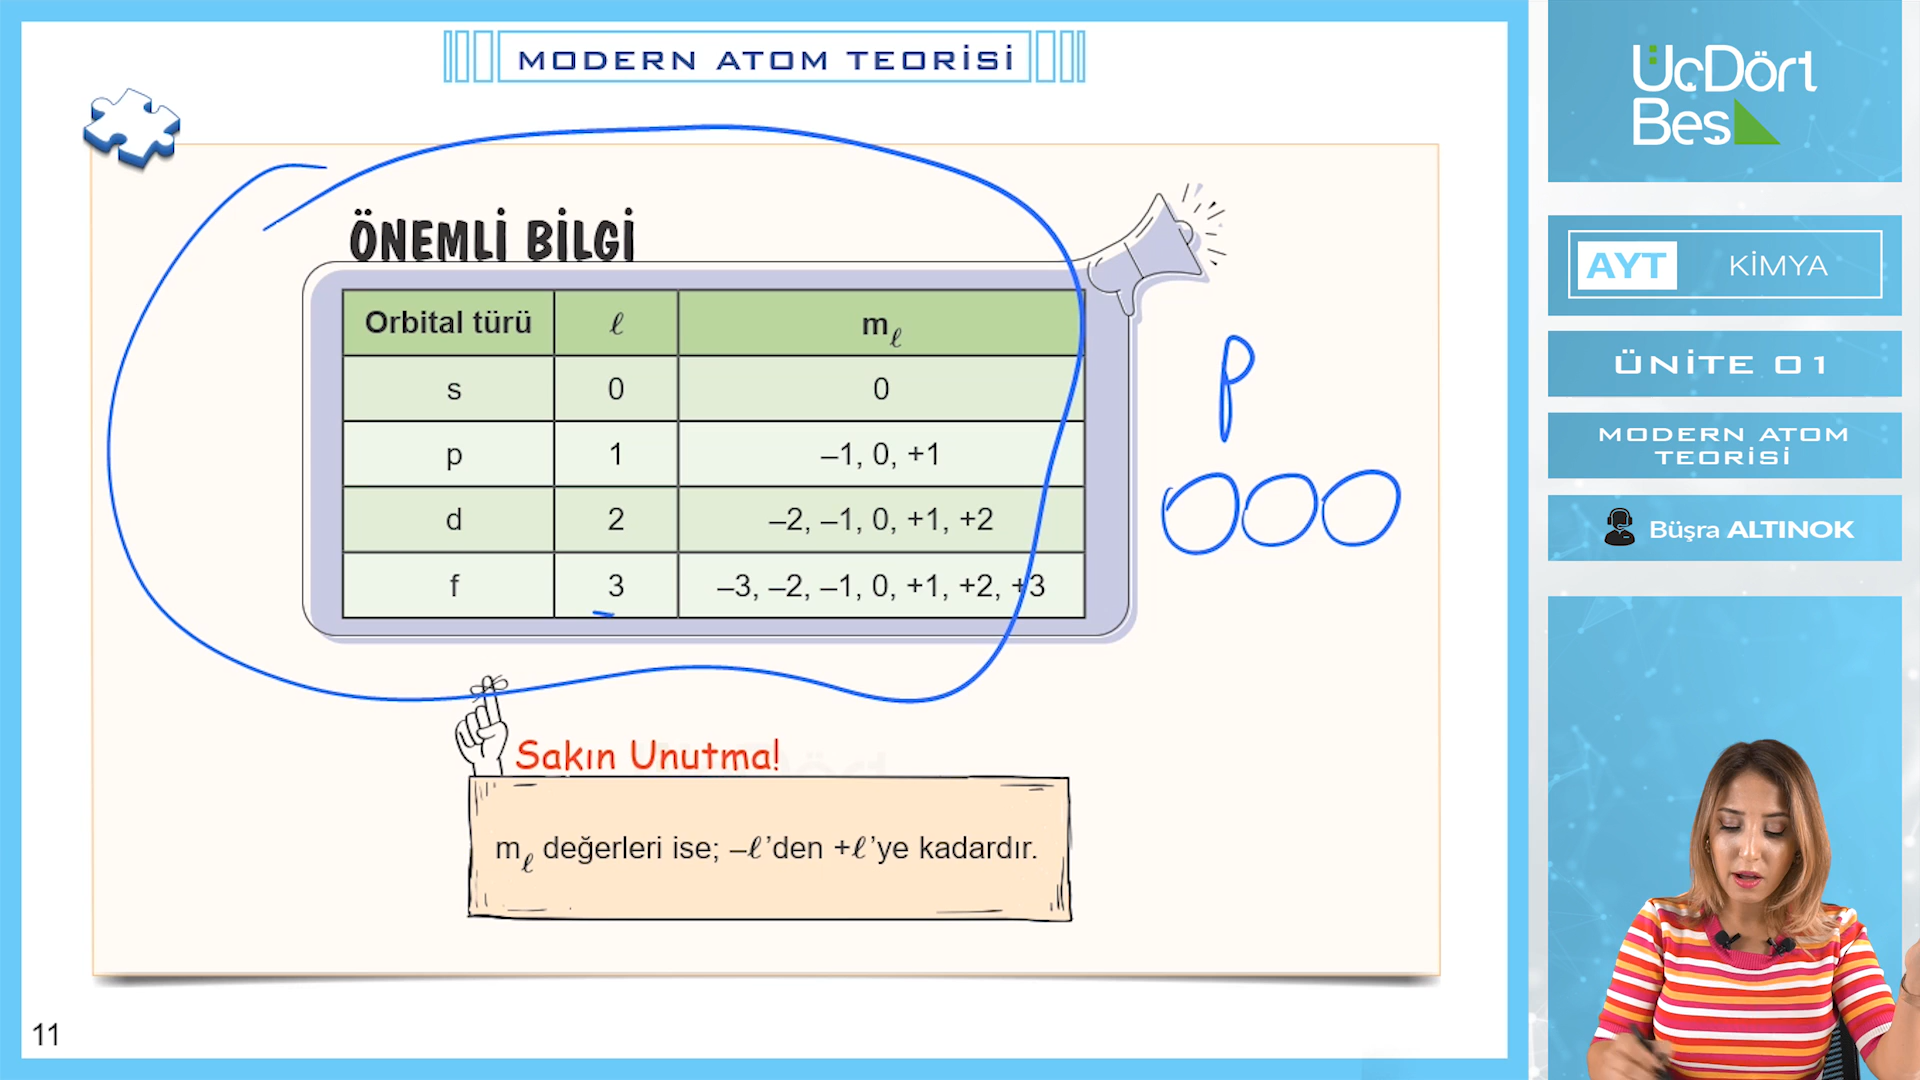 MODERN ATOM TEORİSİ
ÖNEMLİ BİLGİ
Orbital türü ℓ mℓ
s 0 0
p 1 –1, 0, +1
d 2 –2, –1, 0, +1, +2
f 3 –3, –2, –1, 0, +1, +2, +3
p
Sakın Unutma!
mℓ değerleri ise; –ℓ’den +ℓ’ye kadardır.
11
ÜçDört
Beş
AYT KİMYA
ÜNİTE 01
MODERN ATOM
TEORİSİ
Büşra ALTINOK